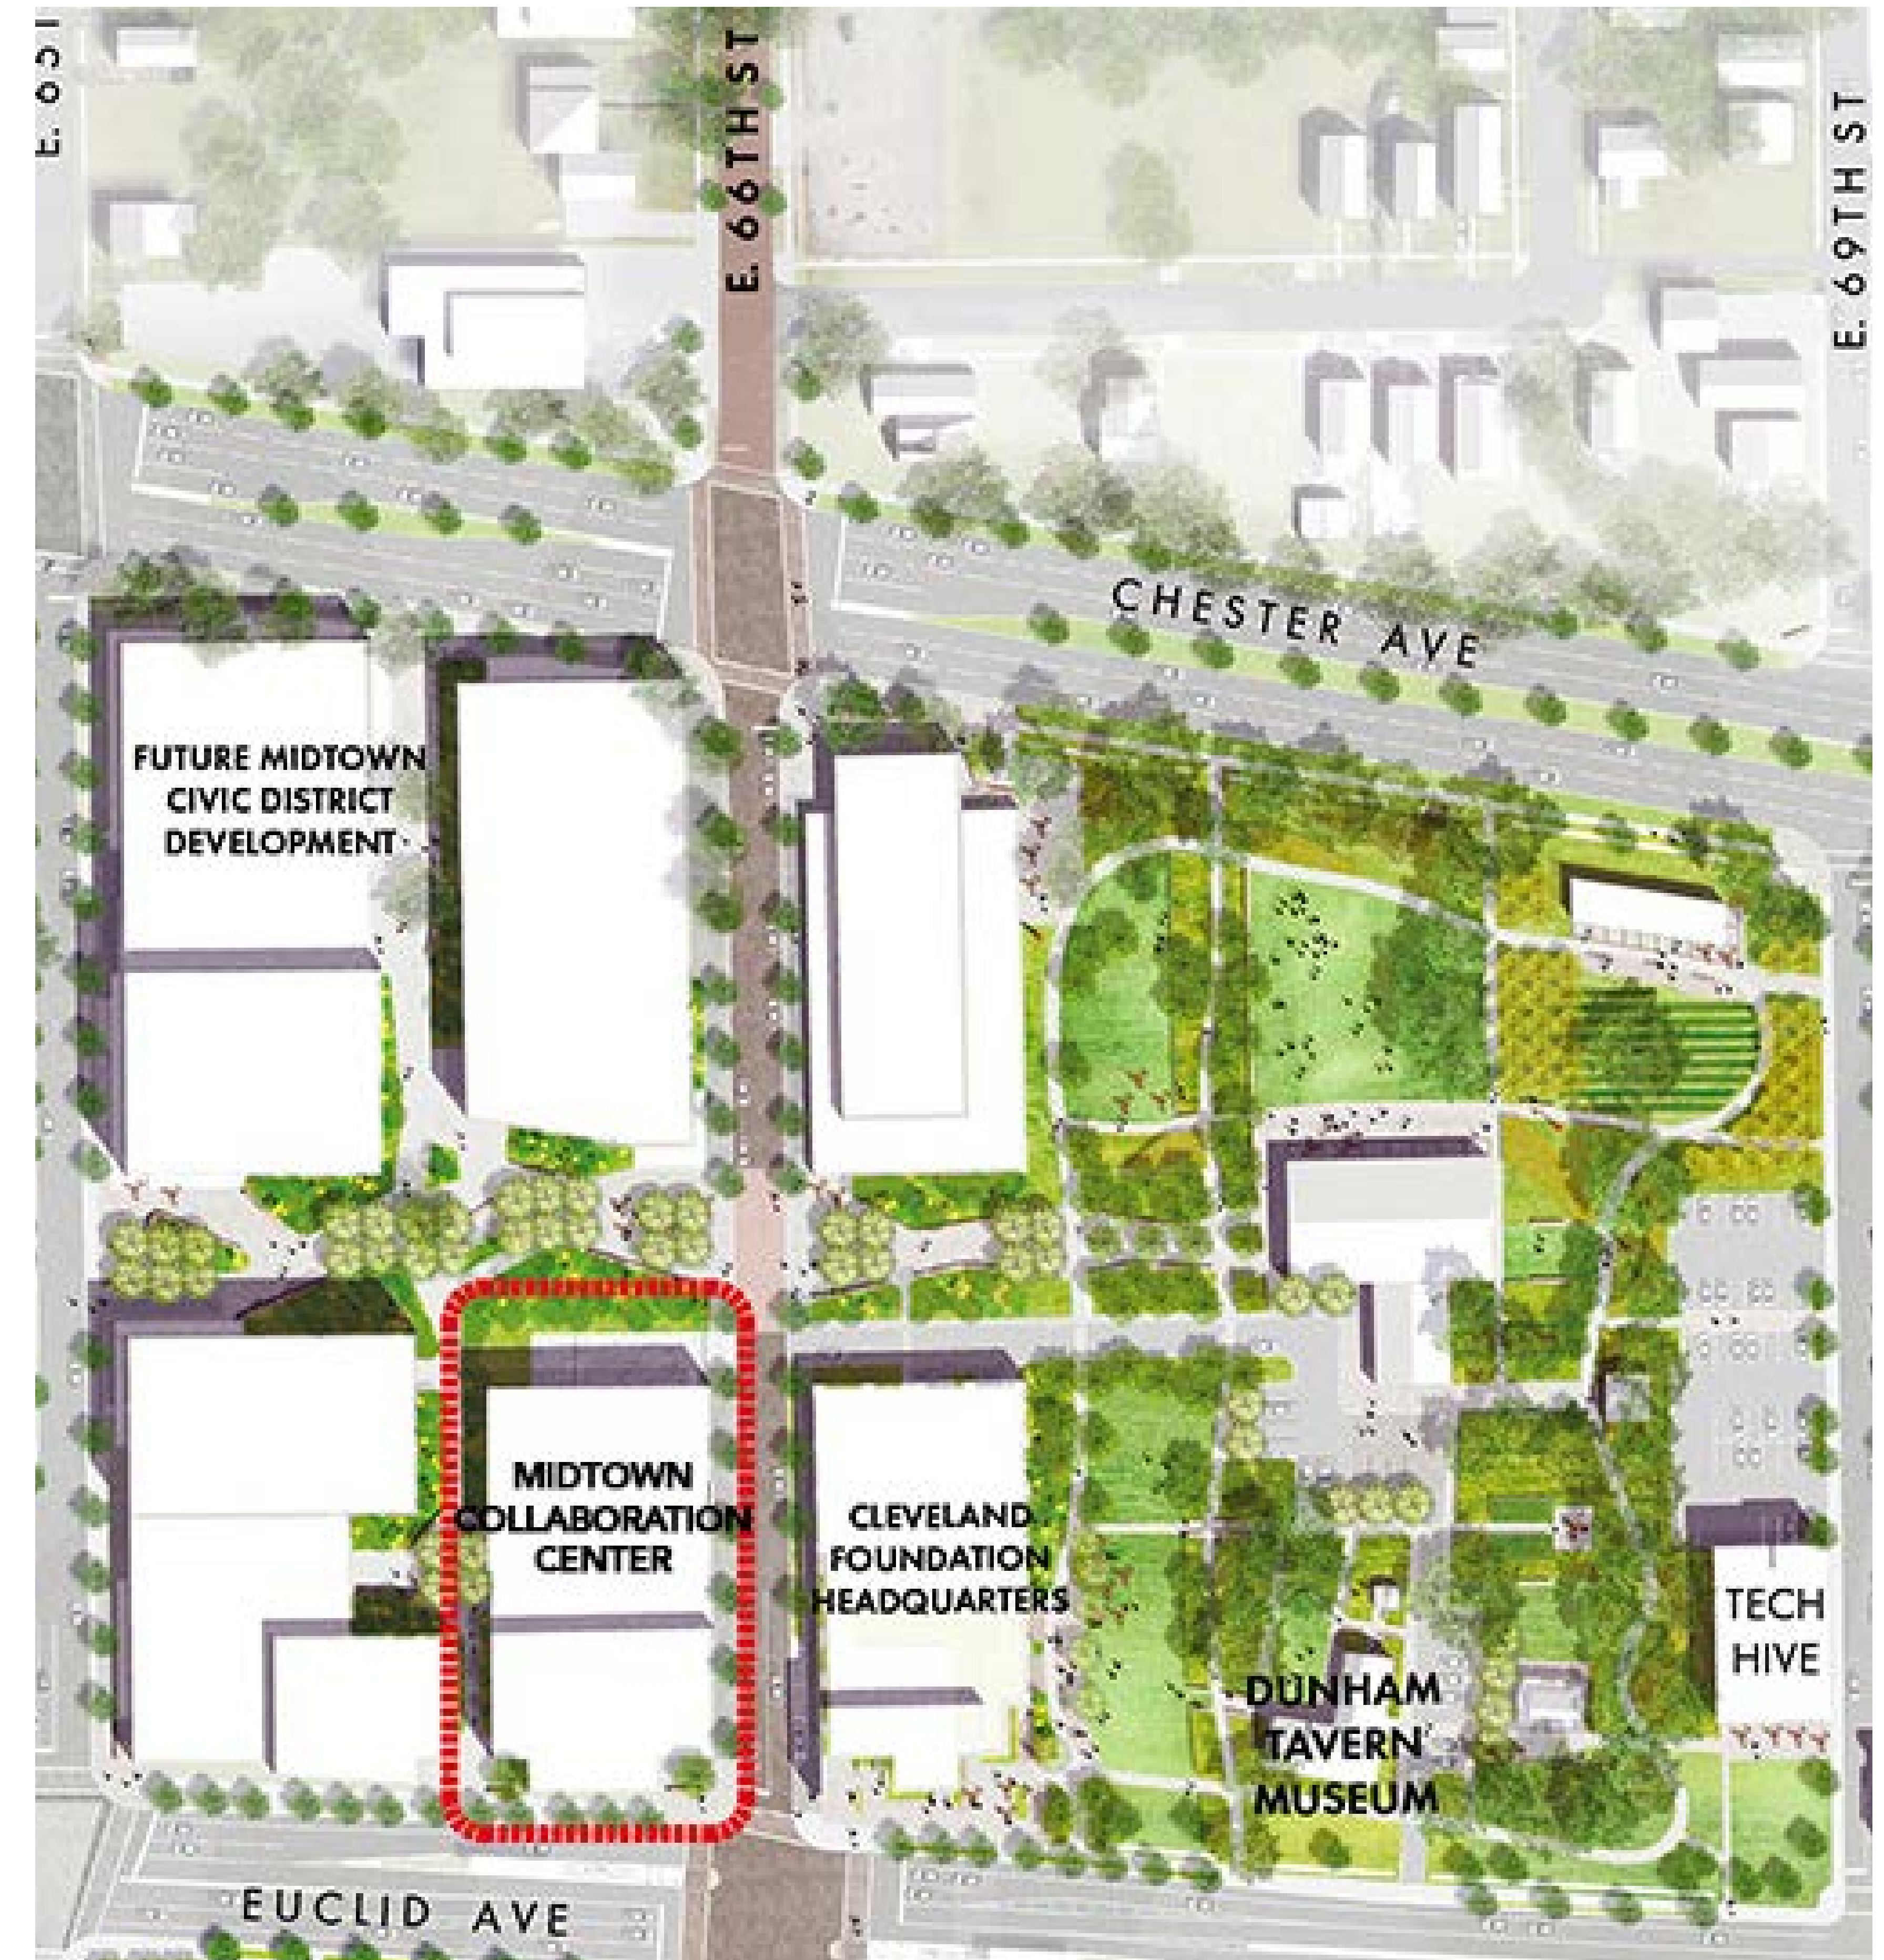 E. 66TH ST
E. 69TH ST
CHESTER AVE
FUTURE MIDTOWN
CIVIC DISTRICT
DEVELOPMENT
MIDTOWN
COLLABORATION
CENTER
CLEVELAND
FOUNDATION
HEADQUARTERS
TECH
HIVE
DUNHAM
TAVERN
MUSEUM
EUCLID AVE